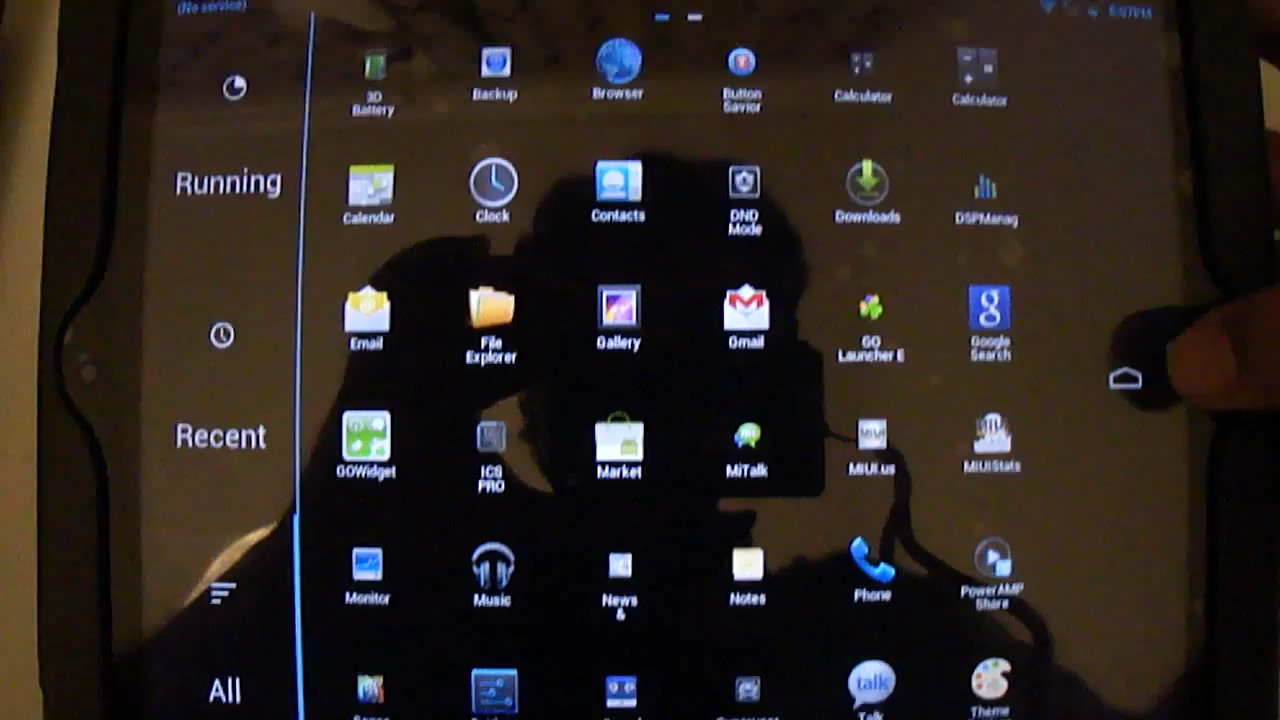 (No service)
Running
Recent
All
3D
Battery
Backup
Browser
Button
Savior
Calculator
Calculator
Calendar
Clock
Contacts
DND
Mode
Downloads
DSPManag
Email
File
Explorer
Gallery
Gmail
GO
Launcher E
Google
Search
g
GOWidget
ICS
PRO
Market
MiTalk
MIUI.us
MIUIStats
Monitor
Music
News
&
Notes
Phone
PowerAMP
Share
talk
Talk
Theme